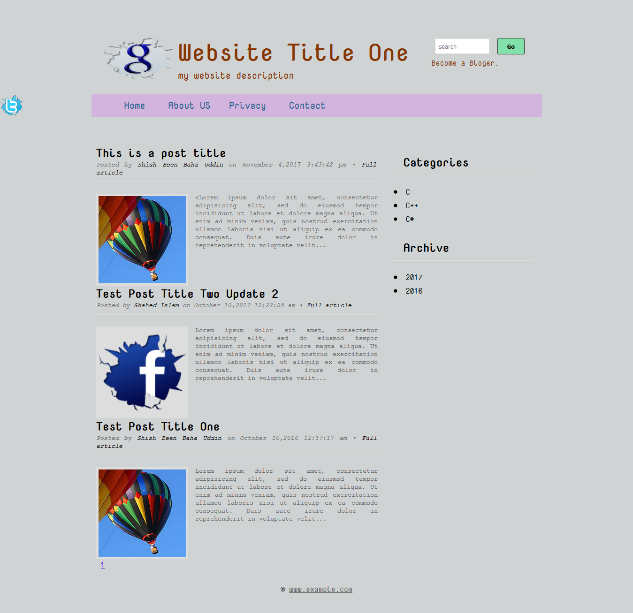 Website Title One
my website description
Go
search
Become a Bloger.
Home About US Privacy Contact
This is a post title
Posted by Shish Been Baha Uddin on November 4,2017 3:43:42 pm • Full
article
<Lorem ipsum dolor sit amet, consectetur
adipisicing elit, sed do eiusmod tempor
incididunt ut labore et dolore magna aliqua. Ut
enim ad minim veniam, quis nostrud exercitation
ullamco laboris nisi ut aliquip ex ea commodo
consequat. Duis aute irure dolor in
reprehenderit in voluptate velit...
Test Post Title Two Update 2
Posted by Shahed Islam on October 10,2017 12:22:25 am • Full article
Lorem ipsum dolor sit amet, consectetur
adipisicing elit, sed do eiusmod tempor
incididunt ut labore et dolore magna aliqua. Ut
enim ad minim veniam, quis nostrud exercitation
ullamco laboris nisi ut aliquip ex ea commodo
consequat. Duis aute irure dolor in
reprehenderit in voluptate velit...
Test Post Title One
Posted by Shish Been Baha Uddin on October 10,2016 12:17:17 am • Full
article
Lorem ipsum dolor sit amet, consectetur
adipisicing elit, sed do eiusmod tempor
incididunt ut labore et dolore magna aliqua. Ut
enim ad minim veniam, quis nostrud exercitation
ullamco laboris nisi ut aliquip ex ea commodo
consequat. Duis aute irure dolor in
reprehenderit in voluptate velit...
1
Categories
C
C++
C#
Archive
2017
2016
© www.example.com